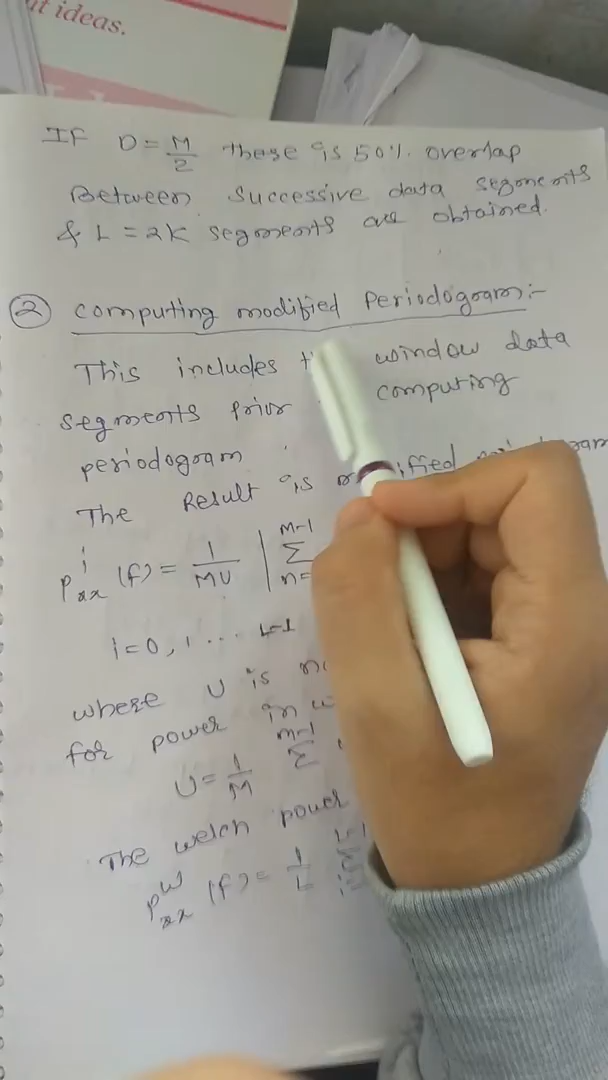 ut ideas.
If D = M/2 there is 50% overlap
Between successive data segments
& L = 2K segments are obtained.
② Computing modified Periodogram:-
This includes window data
segments prior computing
periodogram
The Result is
P^i_xx (f) = 1/MU | M-1 Σ n=
i = 0, 1 ... L-1
where U is
for power in
U = 1/M M-1 Σ
The welch power
P^W_xx (f) = 1/L L-1 Σ i=